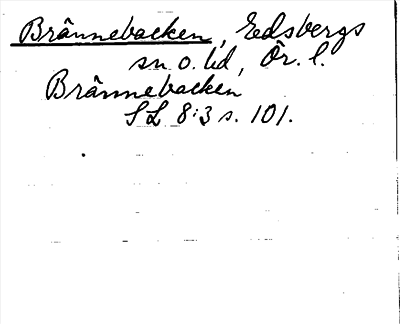 Brännebacken, Edsbergs
sn o. hd, Ör. l.
Brännebacken
SL 8:3 s. 101.